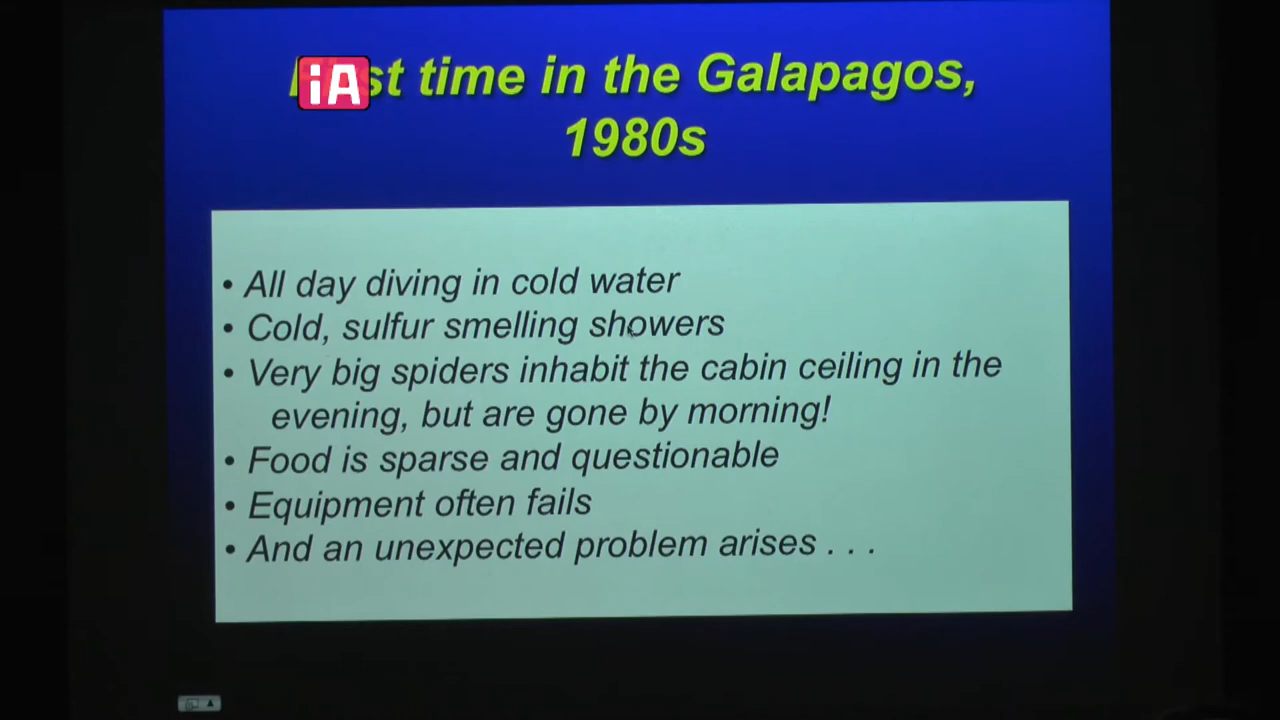 iA
st time in the Galapagos,
1980s
• All day diving in cold water
• Cold, sulfur smelling showers
• Very big spiders inhabit the cabin ceiling in the
evening, but are gone by morning!
• Food is sparse and questionable
• Equipment often fails
• And an unexpected problem arises . . .